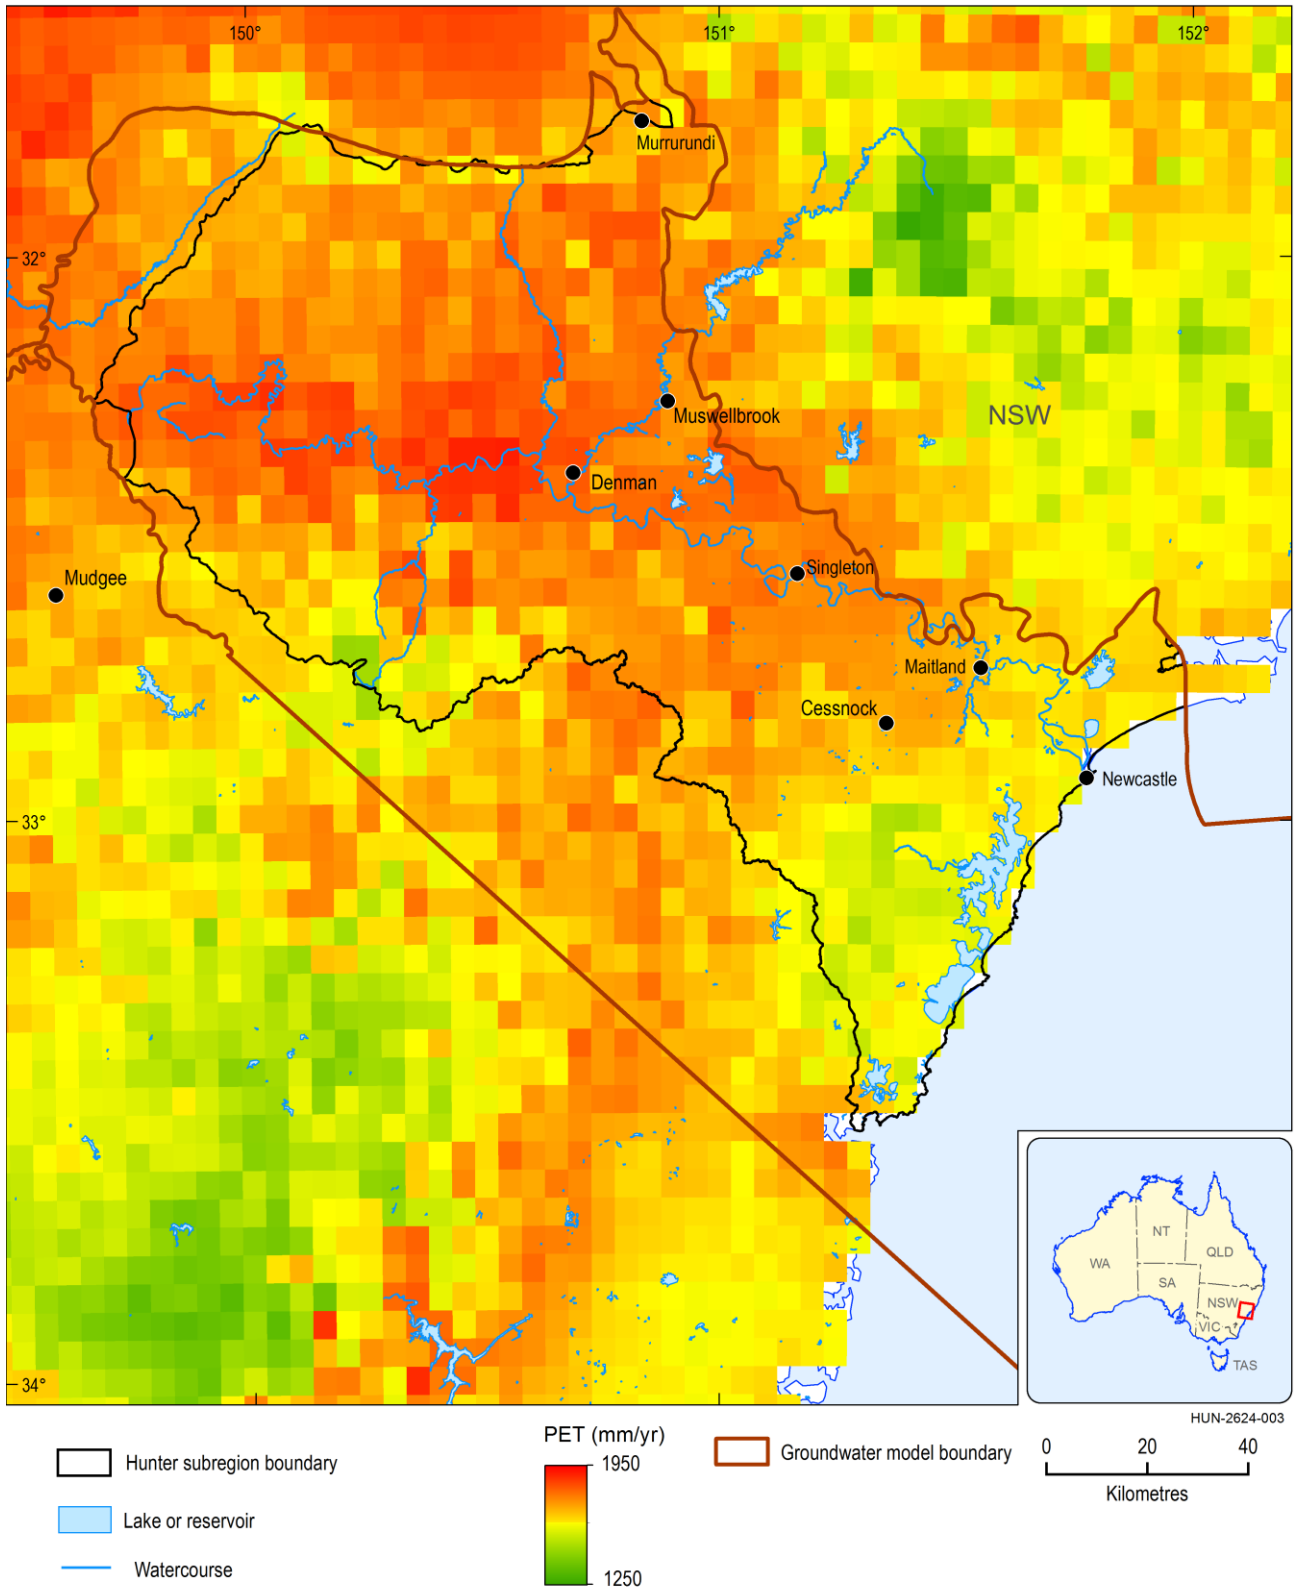 150°
151°
152°
Murrurundi
32°
NSW
Muswellbrook
Denman
Singleton
Mudgee
Maitland
Cessnock
Newcastle
33°
34°
NT
QLD
WA
SA
NSW
VIC
TAS
HUN-2624-003
Hunter subregion boundary
Lake or reservoir
Watercourse
PET (mm/yr)
1950
1250
Groundwater model boundary
0 20 40
Kilometres